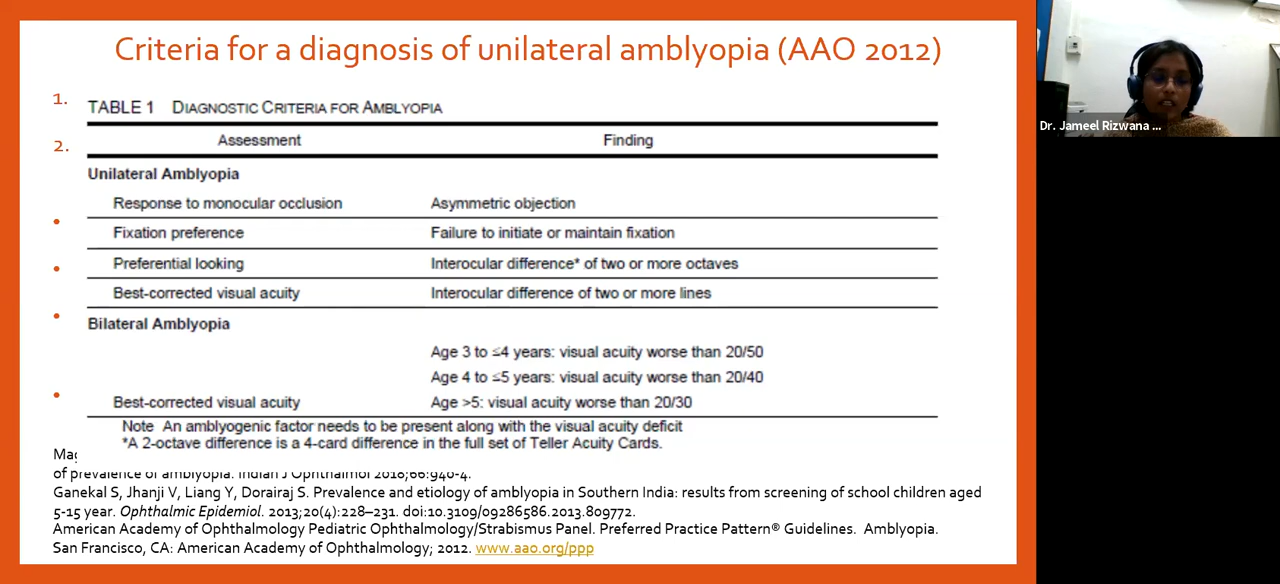 Criteria for a diagnosis of unilateral amblyopia (AAO 2012)
1.
2.
TABLE 1 DIAGNOSTIC CRITERIA FOR AMBLYOPIA
Assessment Finding
Unilateral Amblyopia
Response to monocular occlusion Asymmetric objection
Fixation preference Failure to initiate or maintain fixation
Preferential looking Interocular difference* of two or more octaves
Best-corrected visual acuity Interocular difference of two or more lines
Bilateral Amblyopia
Age 3 to ≤4 years: visual acuity worse than 20/50
Age 4 to ≤5 years: visual acuity worse than 20/40
Best-corrected visual acuity Age >5: visual acuity worse than 20/30
Note An amblyogenic factor needs to be present along with the visual acuity deficit
*A 2-octave difference is a 4-card difference in the full set of Teller Acuity Cards.
of prevalence of amblyopia. Indian J Ophthalmol 2018;66:940-4.
Ganekal S, Jhanji V, Liang Y, Dorairaj S. Prevalence and etiology of amblyopia in Southern India: results from screening of school children aged
5-15 year. Ophthalmic Epidemiol. 2013;20(4):228–231. doi:10.3109/09286586.2013.809772.
American Academy of Ophthalmology Pediatric Ophthalmology/Strabismus Panel. Preferred Practice Pattern® Guidelines. Amblyopia.
San Francisco, CA: American Academy of Ophthalmology; 2012. www.aao.org/ppp
Dr. Jameel Rizwana ...